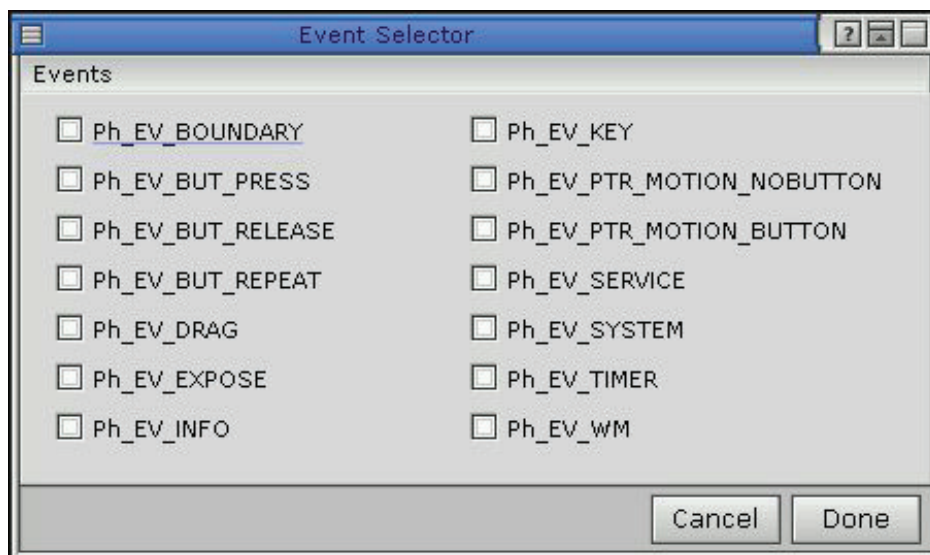 Event Selector
?
Events
Ph_EV_BOUNDARY
Ph_EV_BUT_PRESS
Ph_EV_BUT_RELEASE
Ph_EV_BUT_REPEAT
Ph_EV_DRAG
Ph_EV_EXPOSE
Ph_EV_INFO
Ph_EV_KEY
Ph_EV_PTR_MOTION_NOBUTTON
Ph_EV_PTR_MOTION_BUTTON
Ph_EV_SERVICE
Ph_EV_SYSTEM
Ph_EV_TIMER
Ph_EV_WM
Cancel
Done